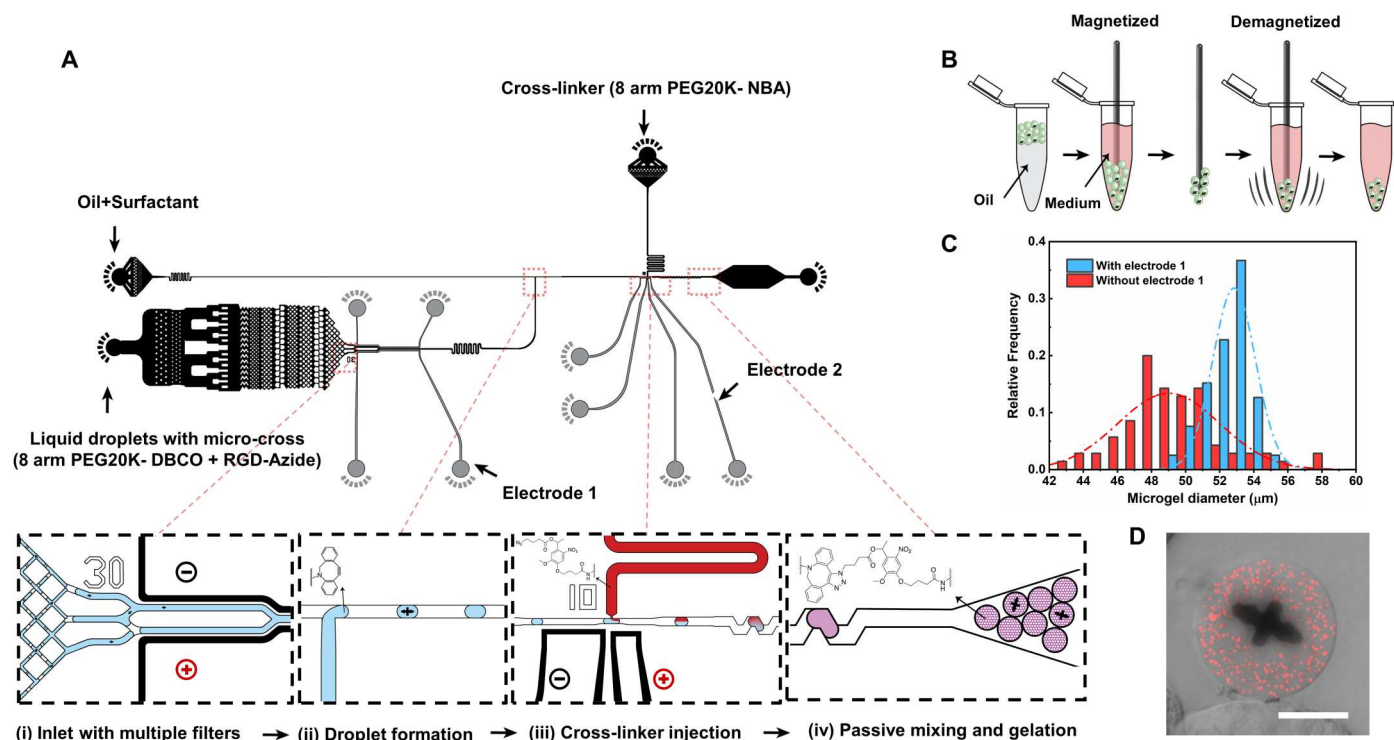 A
Cross-linker (8 arm PEG20K- NBA)
Oil+Surfactant
30
Liquid droplets with micro-cross
(8 arm PEG20K- DBCO + RGD-Azide)
Electrode 1
Electrode 2
B
Magnetized
Demagnetized
Oil
Medium
C
With electrode 1
Without electrode 1
Relative Frequency
0.4
0.3
0.2
0.1
0.0
42 44 46 48 50 52 54 56 58 60
Microgel diameter (μm)
D
30
−
+
N
+
N₃
O
O
NO₂
O
O
O
N
H
10
−
+
N
N
N=N
O
O
NO₂
O
O
O
N
H
(i) Inlet with multiple filters
(ii) Droplet formation
(iii) Cross-linker injection
(iv) Passive mixing and gelation